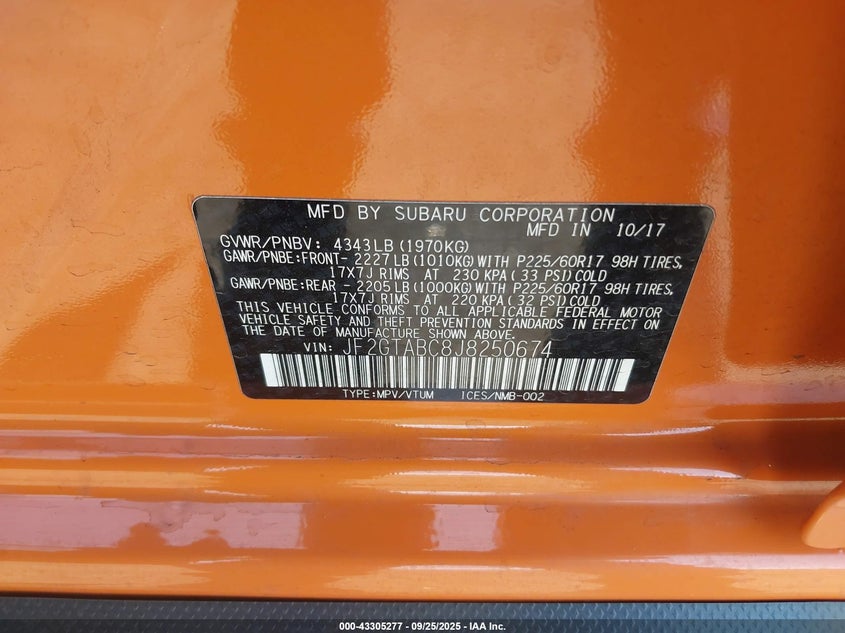 MFD BY SUBARU CORPORATION
MFD IN 10/17
GVWR/PNBV: 4343LB(1970KG)
GAWR/PNBE:FRONT- 2227LB(1010KG)WITH P225/60R17 98H TIRES,
17X7J RIMS AT 230 KPA(33 PSI)COLD
GAWR/PNBE:REAR - 2205LB(1000KG)WITH P225/60R17 98H TIRES,
17X7J RIMS AT 220 KPA(32 PSI)COLD
THIS VEHICLE CONFORMS TO ALL APPLICABLE FEDERAL MOTOR
VEHICLE SAFETY AND THEFT PREVENTION STANDARDS IN EFFECT ON
THE DATE OF MANUFACTURE SHOWN ABOVE.
VIN: JF2GTABC8J8250674
TYPE:MPV/VTUM ICES/NMB-002
000-43305277 - 09/25/2025 - IAA Inc.